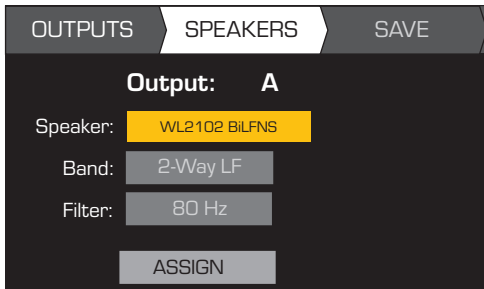 OUTPUTS SPEAKERS SAVE
Output: A
Speaker: WL2102 BiLFNS
Band: 2-Way LF
Filter: 80 Hz
ASSIGN